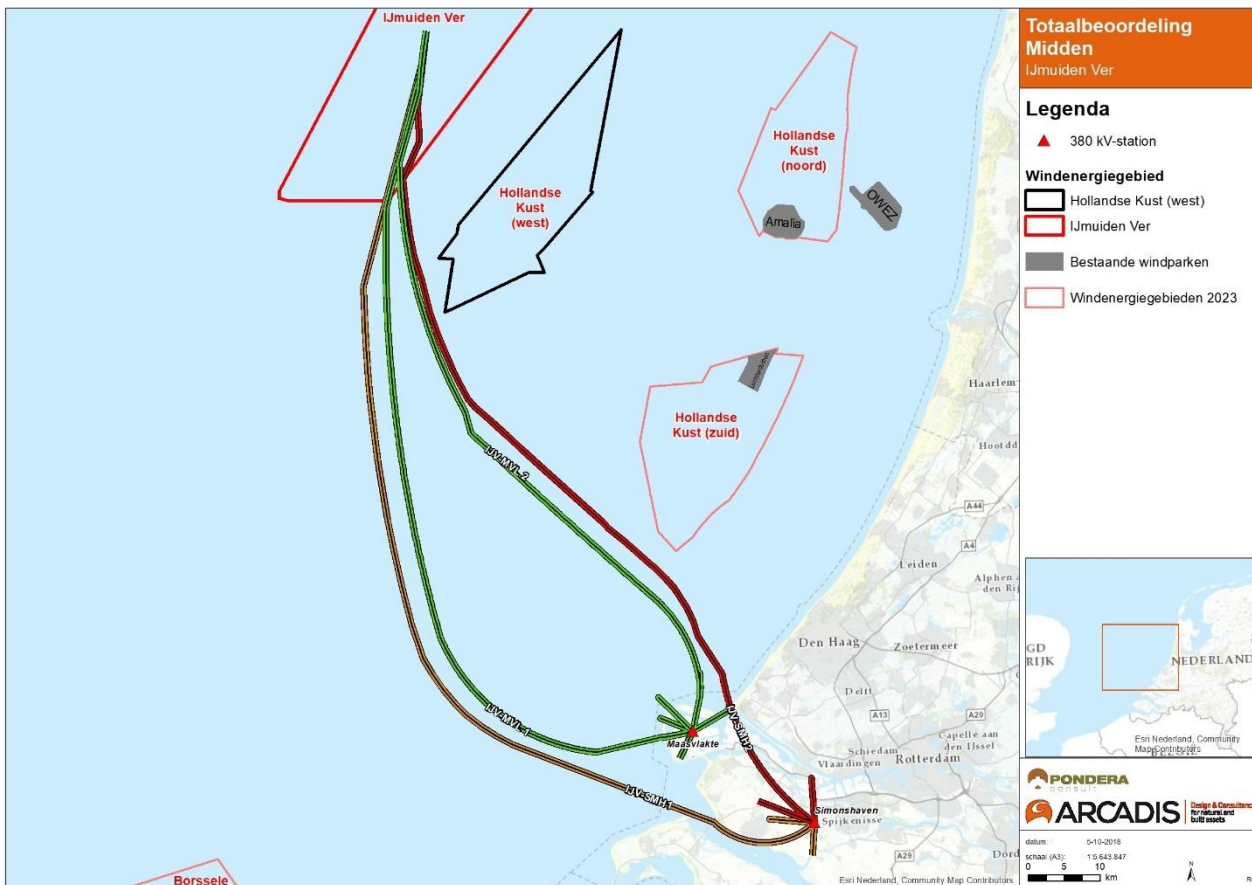 IJmuiden Ver
Hollandse
Kust
(west)
Hollandse
Kust
(noord)
Amalia
OWEZ
Hollandse
Kust (zuid)
Haarlem
Hoofdd
A44
A4
Leiden
Alphen a
den Rij
Den Haag
Zoetermeer
Delft
A13
A20
Capelle aan
den IJssel
Schiedam
Vlaardingen
Rotterdam
Maasvlakte
Simonshaven
Spijkenisse
A29
Dord
Borssele
IJV-MVL-2
IJV-MVL-1
IJV-SMH2
IJV-SMH1
Esri Nederland, Community Map Contributors
Totaalbeoordeling
Midden
IJmuiden Ver
Legenda
380 kV-station
Windenergiegebied
Hollandse Kust (west)
IJmuiden Ver
Bestaande windparken
Windenergiegebieden 2023
GD
RIJK
NEDERLAND
Esri Nederland, Community
Map Contributors
PONDERA
consult
ARCADIS
Design & Consultancy
for natural and
built assets
datum: 5-10-2018
schaal (A3): 1:6.643.847
0 5 10
km
N